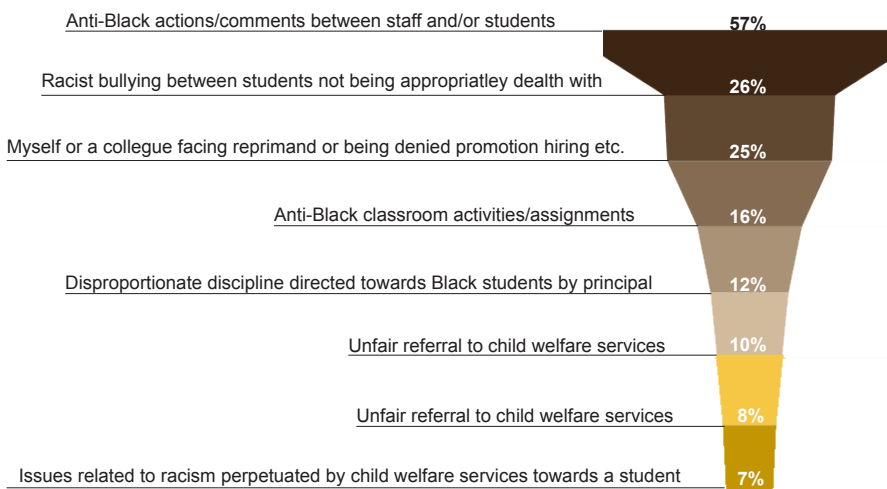 Anti-Black actions/comments between staff and/or students 57%
Racist bullying between students not being appropriatley dealth with 26%
Myself or a collegue facing reprimand or being denied promotion hiring etc. 25%
Anti-Black classroom activities/assignments 16%
Disproportionate discipline directed towards Black students by principal 12%
Unfair referral to child welfare services 10%
Unfair referral to child welfare services 8%
Issues related to racism perpetuated by child welfare services towards a student 7%